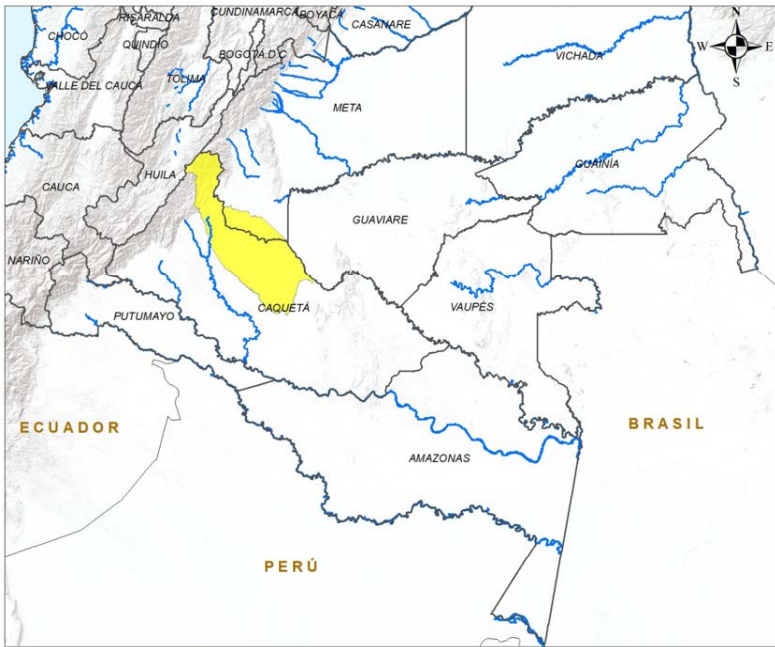 RISARALDA
CUNDINAMARCA
BOYACÁ
CASANARE
N
W E
S
CHOCÓ
QUINDÍO
BOGOTÁ D.C
VICHADA
VALLE DEL CAUCA
TOLIMA
META
CAUCA
HUILA
GUAINÍA
GUAVIARE
NARIÑO
CAQUETÁ
VAUPÉS
PUTUMAYO
ECUADOR
BRASIL
AMAZONAS
PERÚ